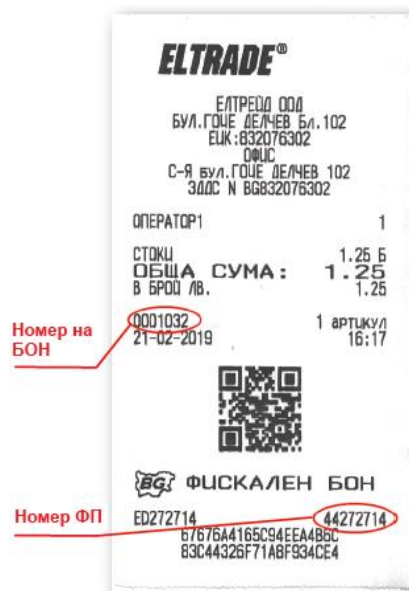 ELTRADE®
ЕЛТРЕЙД ООД
БУЛ.ГОЦЕ ДЕЛЧЕВ Бл.102
ЕИК:832076302
ОФИС
С-Я БУЛ.ГОЦЕ ДЕЛЧЕВ 102
ЗДДС N BG832076302
ОПЕРАТОР1 1
СТОКИ 1.25 Б
ОБЩА СУМА: 1.25
В БРОЙ ЛВ. 1.25
Номер на БОН
0001032 1 артикул
21-02-2019 16:17
BG ФИСКАЛЕН БОН
Номер ФП
ED272714 44272714
67676A4165C94EEA4B6C
83C44326F71A8F934CE4